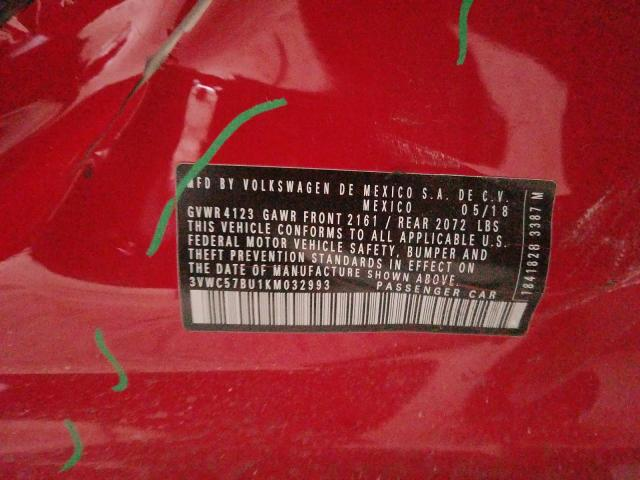 MFD BY VOLKSWAGEN DE MEXICO S.A. DE C.V.
MEXICO 05/18
GVWR 4123 GAWR FRONT 2161 / REAR 2072 LBS
THIS VEHICLE CONFORMS TO ALL APPLICABLE U.S.
FEDERAL MOTOR VEHICLE SAFETY, BUMPER AND
THEFT PREVENTION STANDARDS IN EFFECT ON
THE DATE OF MANUFACTURE SHOWN ABOVE.
3VWC57BU1KM032993 PASSENGER CAR
1841828 3387 M